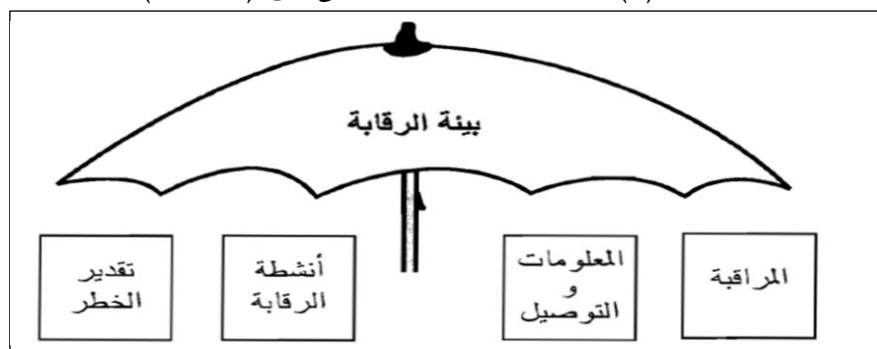 بيئة الرقابة
المراقبة
المعلومات
و
التوصيل
أنشطة
الرقابة
تقدير
الخطر